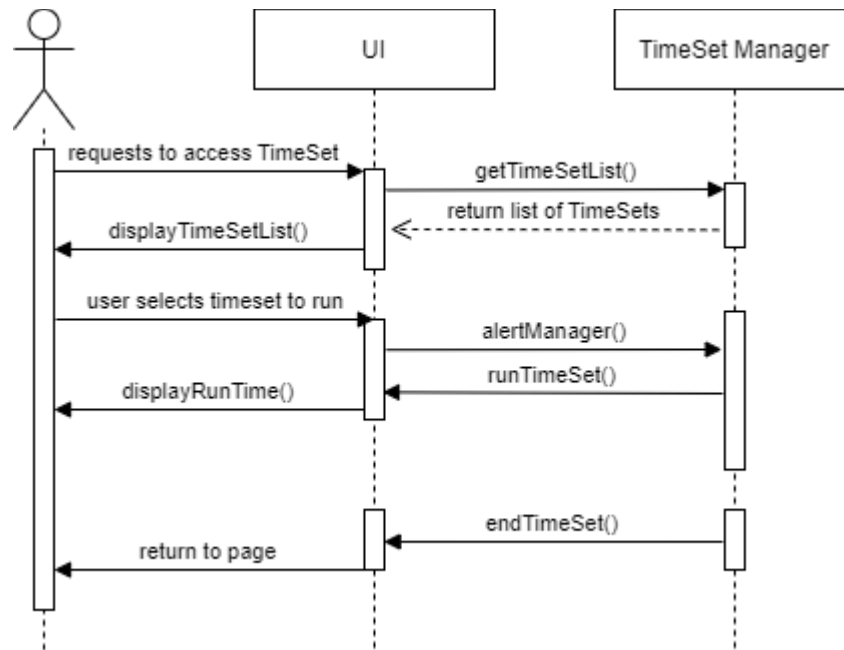 UI
TimeSet Manager
requests to access TimeSet
getTimeSetList()
return list of TimeSets
displayTimeSetList()
user selects timeset to run
alertManager()
runTimeSet()
displayRunTime()
endTimeSet()
return to page